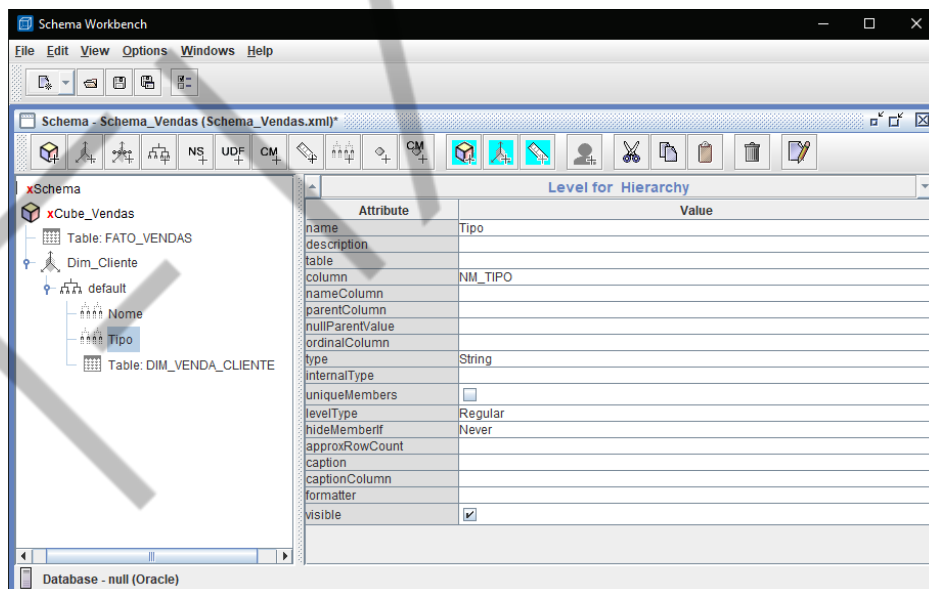 Schema Workbench
File Edit View Options Windows Help
Schema - Schema_Vendas (Schema_Vendas.xml)*
NS UDF CM CM
xSchema
xCube_Vendas
Table: FATO_VENDAS
Dim_Cliente
default
Nome
Tipo
Table: DIM_VENDA_CLIENTE
Level for Hierarchy
Attribute Value
name Tipo
description
table
column NM_TIPO
nameColumn
parentColumn
nullParentValue
ordinalColumn
type String
internalType
uniqueMembers
levelType Regular
hideMemberIf Never
approxRowCount
caption
captionColumn
formatter
visible
Database - null (Oracle)